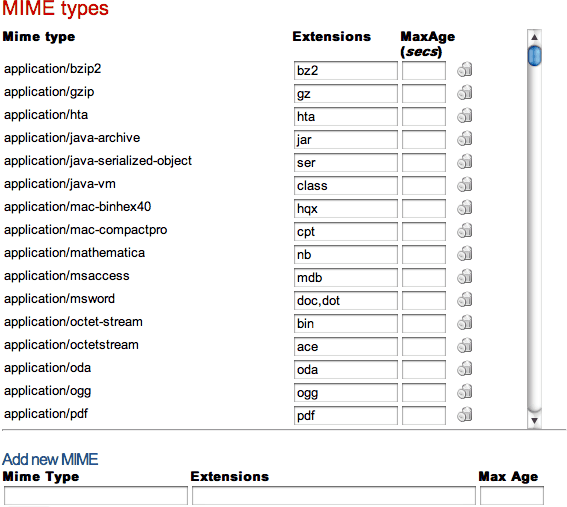 MIME types
Mime type Extensions MaxAge
(secs)
application/bzip2 bz2
application/gzip gz
application/hta hta
application/java-archive jar
application/java-serialized-object ser
application/java-vm class
application/mac-binhex40 hqx
application/mac-compactpro cpt
application/mathematica nb
application/msaccess mdb
application/msword doc,dot
application/octet-stream bin
application/octetstream ace
application/oda oda
application/ogg ogg
application/pdf pdf
Add new MIME
Mime Type Extensions Max Age